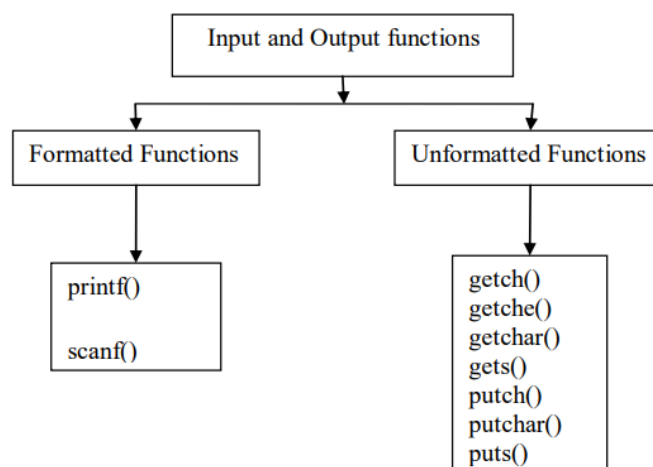 Input and Output functions
Formatted Functions
Unformatted Functions
printf()
scanf()
getch()
getche()
getchar()
gets()
putch()
putchar()
puts()